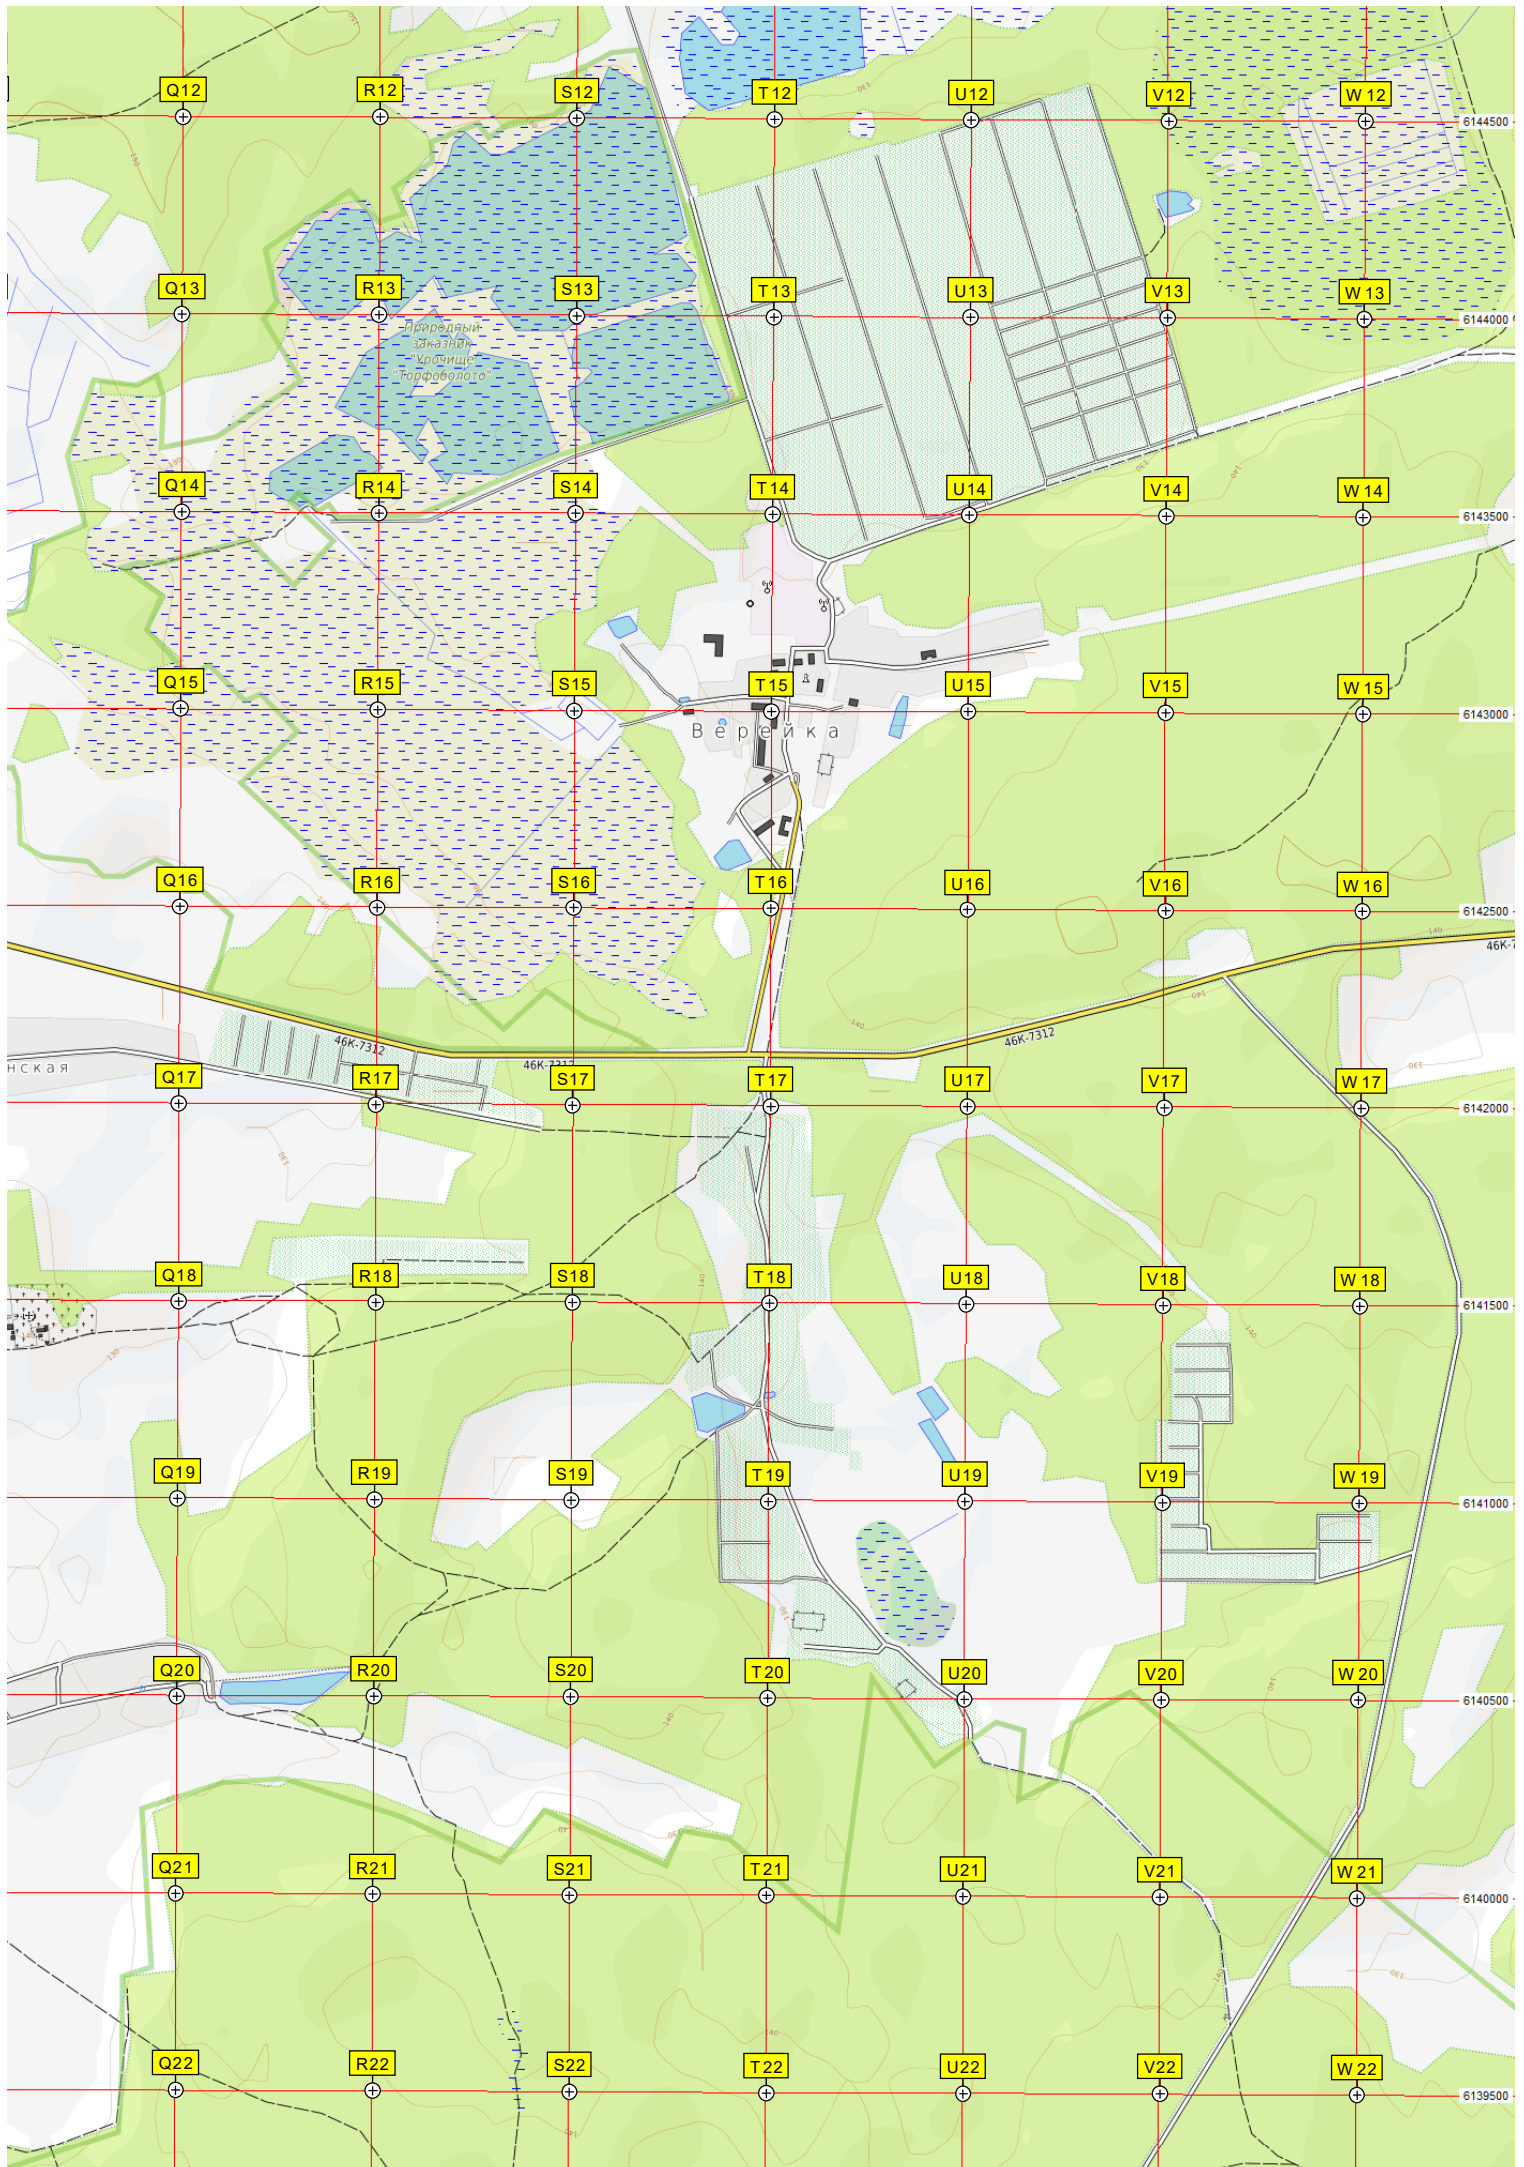 Q12 R12 S12 T12 U12 V12 W12
6144500
Q13 R13 S13 T13 U13 V13 W13
6144000
Природный
заказник
"Урочище
"Торфоболото"
Q14 R14 S14 T14 U14 V14 W14
6143500
Q15 R15 S15 T15 U15 V15 W15
6143000
Верейка
Q16 R16 S16 T16 U16 V16 W16
6142500
46К-7
46К-7312
46К-7312
46К-7312
нская
Q17 R17 S17 T17 U17 V17 W17
6142000
Q18 R18 S18 T18 U18 V18 W18
6141500
Q19 R19 S19 T19 U19 V19 W19
6141000
Q20 R20 S20 T20 U20 V20 W20
6140500
Q21 R21 S21 T21 U21 V21 W21
6140000
Q22 R22 S22 T22 U22 V22 W22
6139500